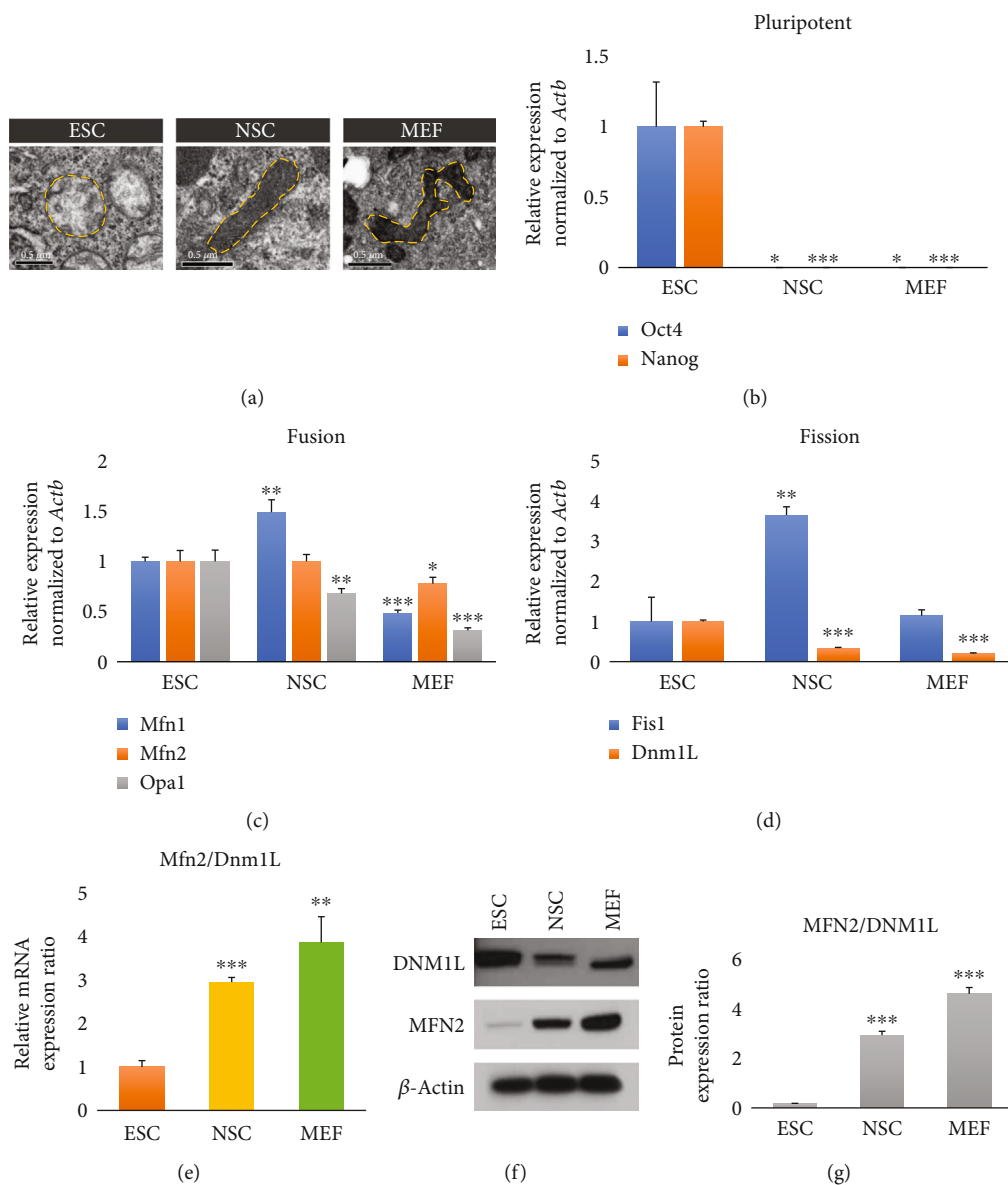 ESC
NSC
MEF
0.5 μm
0.5 μm
0.5 μm
(a)
Pluripotent
Relative expression
normalized to Actb
1.5
1
0.5
0
* *** * ***
ESC NSC MEF
Oct4
Nanog
(b)
Fusion
Relative expression
normalized to Actb
2
1.5
1
0.5
0
** ** *** * ***
ESC NSC MEF
Mfn1
Mfn2
Opa1
(c)
Fission
Relative expression
normalized to Actb
5
4
3
2
1
0
** *** ***
ESC NSC MEF
Fis1
Dnm1L
(d)
Mfn2/Dnm1L
Relative mRNA
expression ratio
5
4
3
2
1
0
*** **
ESC NSC MEF
(e)
ESC NSC MEF
DNM1L
MFN2
β-Actin
(f)
MFN2/DNM1L
Protein
expression ratio
6
4
2
0
*** ***
ESC NSC MEF
(g)